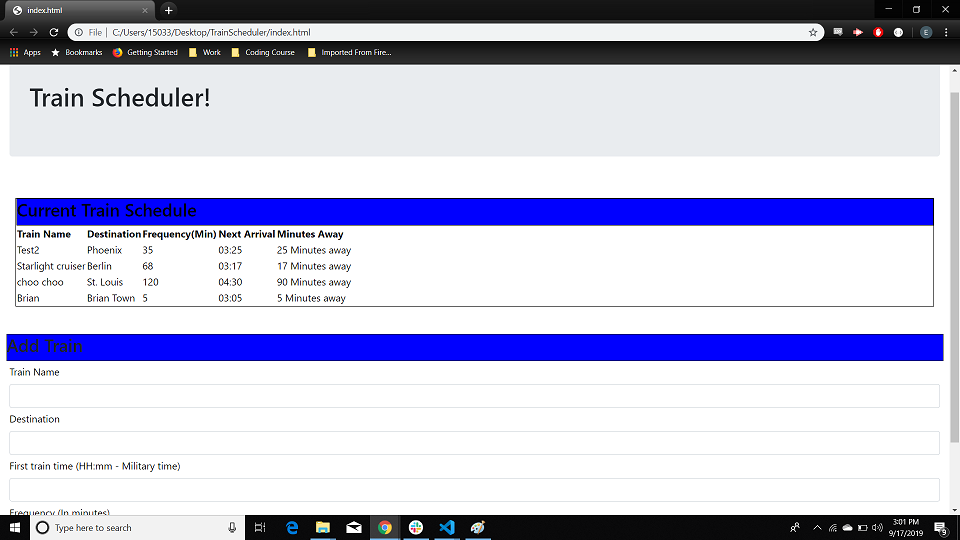 index.html
File | C:/Users/15033/Desktop/TrainScheduler/index.html
E
Apps Bookmarks Getting Started Work Coding Course Imported From Fire...
Train Scheduler!
Current Train Schedule
Train Name Destination Frequency(Min) Next Arrival Minutes Away
Test2 Phoenix 35 03:25 25 Minutes away
Starlight cruiser Berlin 68 03:17 17 Minutes away
choo choo St. Louis 120 04:30 90 Minutes away
Brian Brian Town 5 03:05 5 Minutes away
Add Train
Train Name
Destination
First train time (HH:mm - Military time)
Frequency (In minutes)
Type here to search
3:01 PM
9/17/2019
9